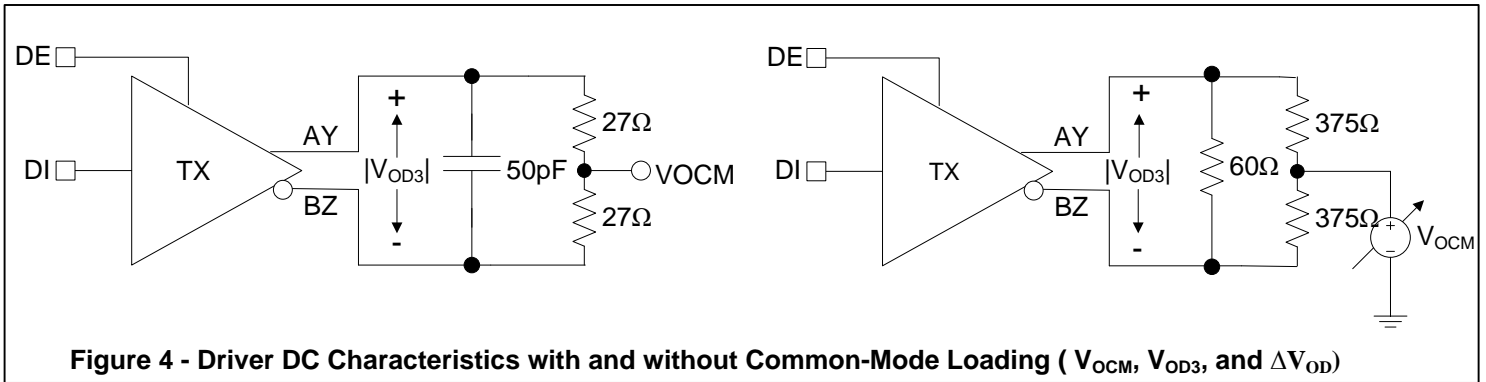 DE
DI
TX
AY
BZ
+
|VOD3|
-
50pF
27Ω
27Ω
VOCM
DE
DI
TX
AY
BZ
+
|VOD3|
-
60Ω
375Ω
375Ω
+
−
VOCM
Figure 4 - Driver DC Characteristics with and without Common-Mode Loading ( VOCM, VOD3, and ΔVOD)